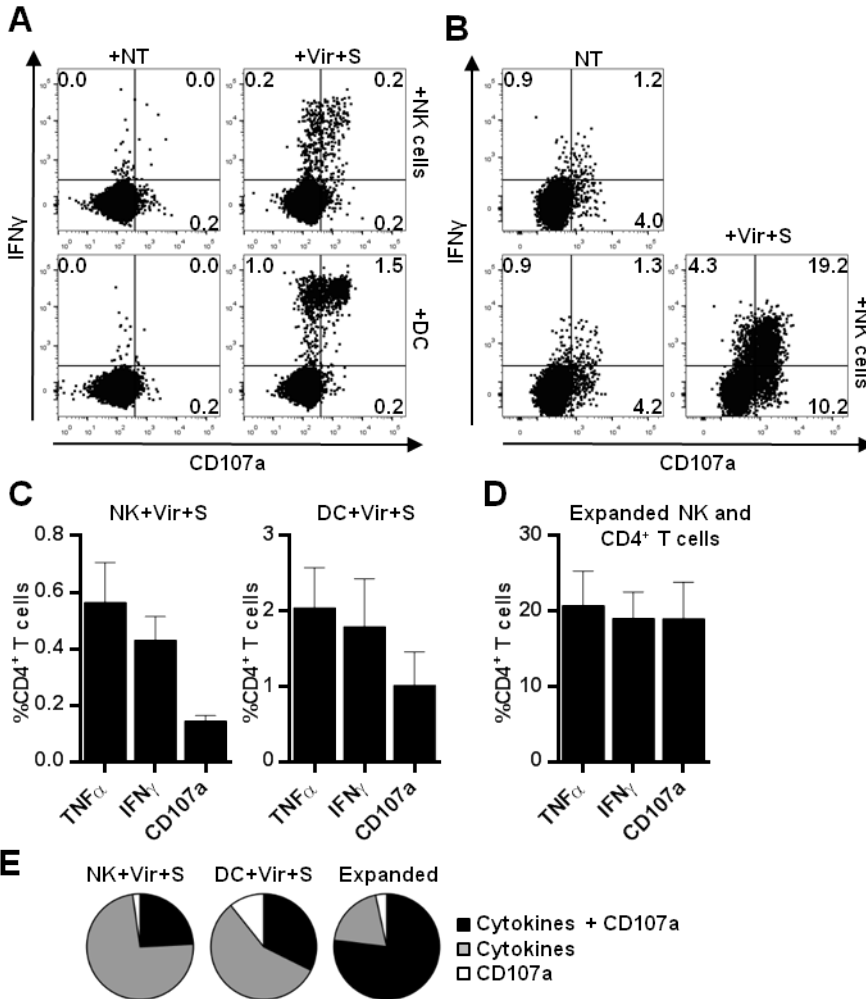 A
+NT
+Vir+S
0.0
0.0
0.2
0.2
0.2
0.2
+NK cells
0.0
0.0
1.0
1.5
0.2
0.2
+DC
IFNγ
CD107a
B
NT
0.9
1.2
4.0
+Vir+S
0.9
1.3
4.2
4.3
19.2
10.2
+NK cells
IFNγ
CD107a
C
NK+Vir+S
%CD4⁺ T cells
0.8
0.6
0.4
0.2
0.0
TNFα
IFNγ
CD107a
DC+Vir+S
%CD4⁺ T cells
3
2
1
0
TNFα
IFNγ
CD107a
D
Expanded NK and
CD4⁺ T cells
%CD4⁺ T cells
30
20
10
0
TNFα
IFNγ
CD107a
E
NK+Vir+S
DC+Vir+S
Expanded
Cytokines + CD107a
Cytokines
CD107a